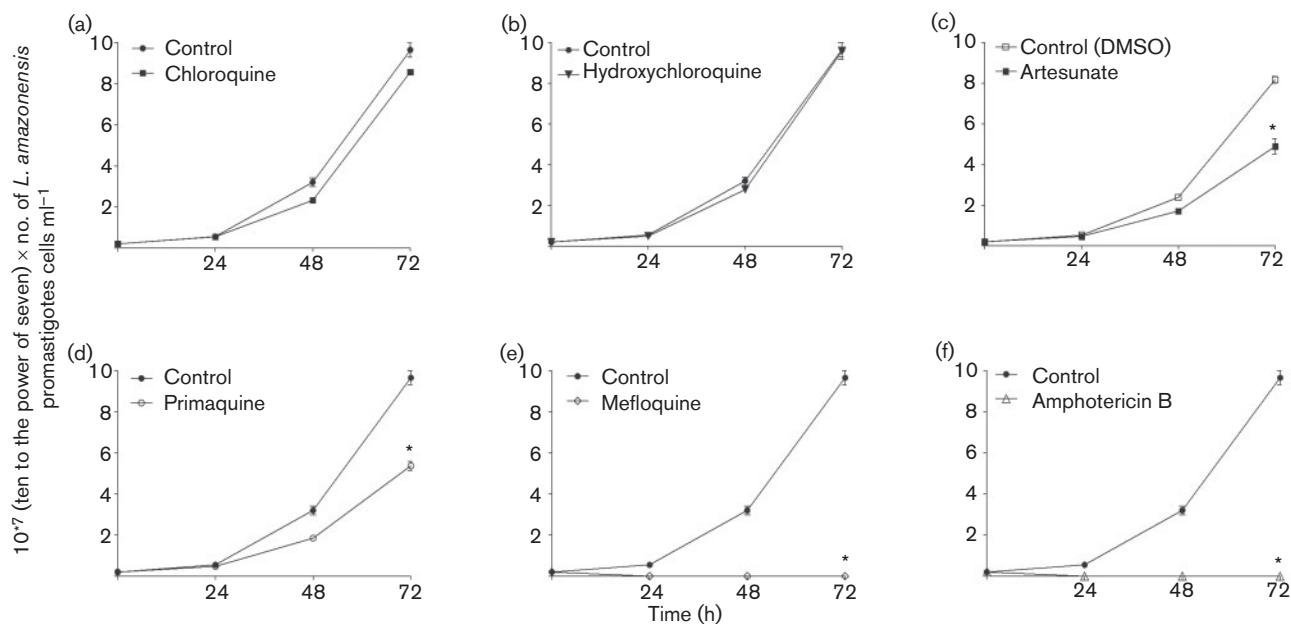 10*7 (ten to the power of seven) × no. of L. amazonensis
promastigotes cells ml−1
(a)
10
8
6
4
2
Control
Chloroquine
24
48
72
(b)
10
8
6
4
2
Control
Hydroxychloroquine
24
48
72
(c)
10
8
6
4
2
Control (DMSO)
Artesunate
*
24
48
72
(d)
10
8
6
4
2
Control
Primaquine
*
24
48
72
(e)
10
8
6
4
2
Control
Mefloquine
*
24
48
72
(f)
10
8
6
4
2
Control
Amphotericin B
*
24
48
72
Time (h)